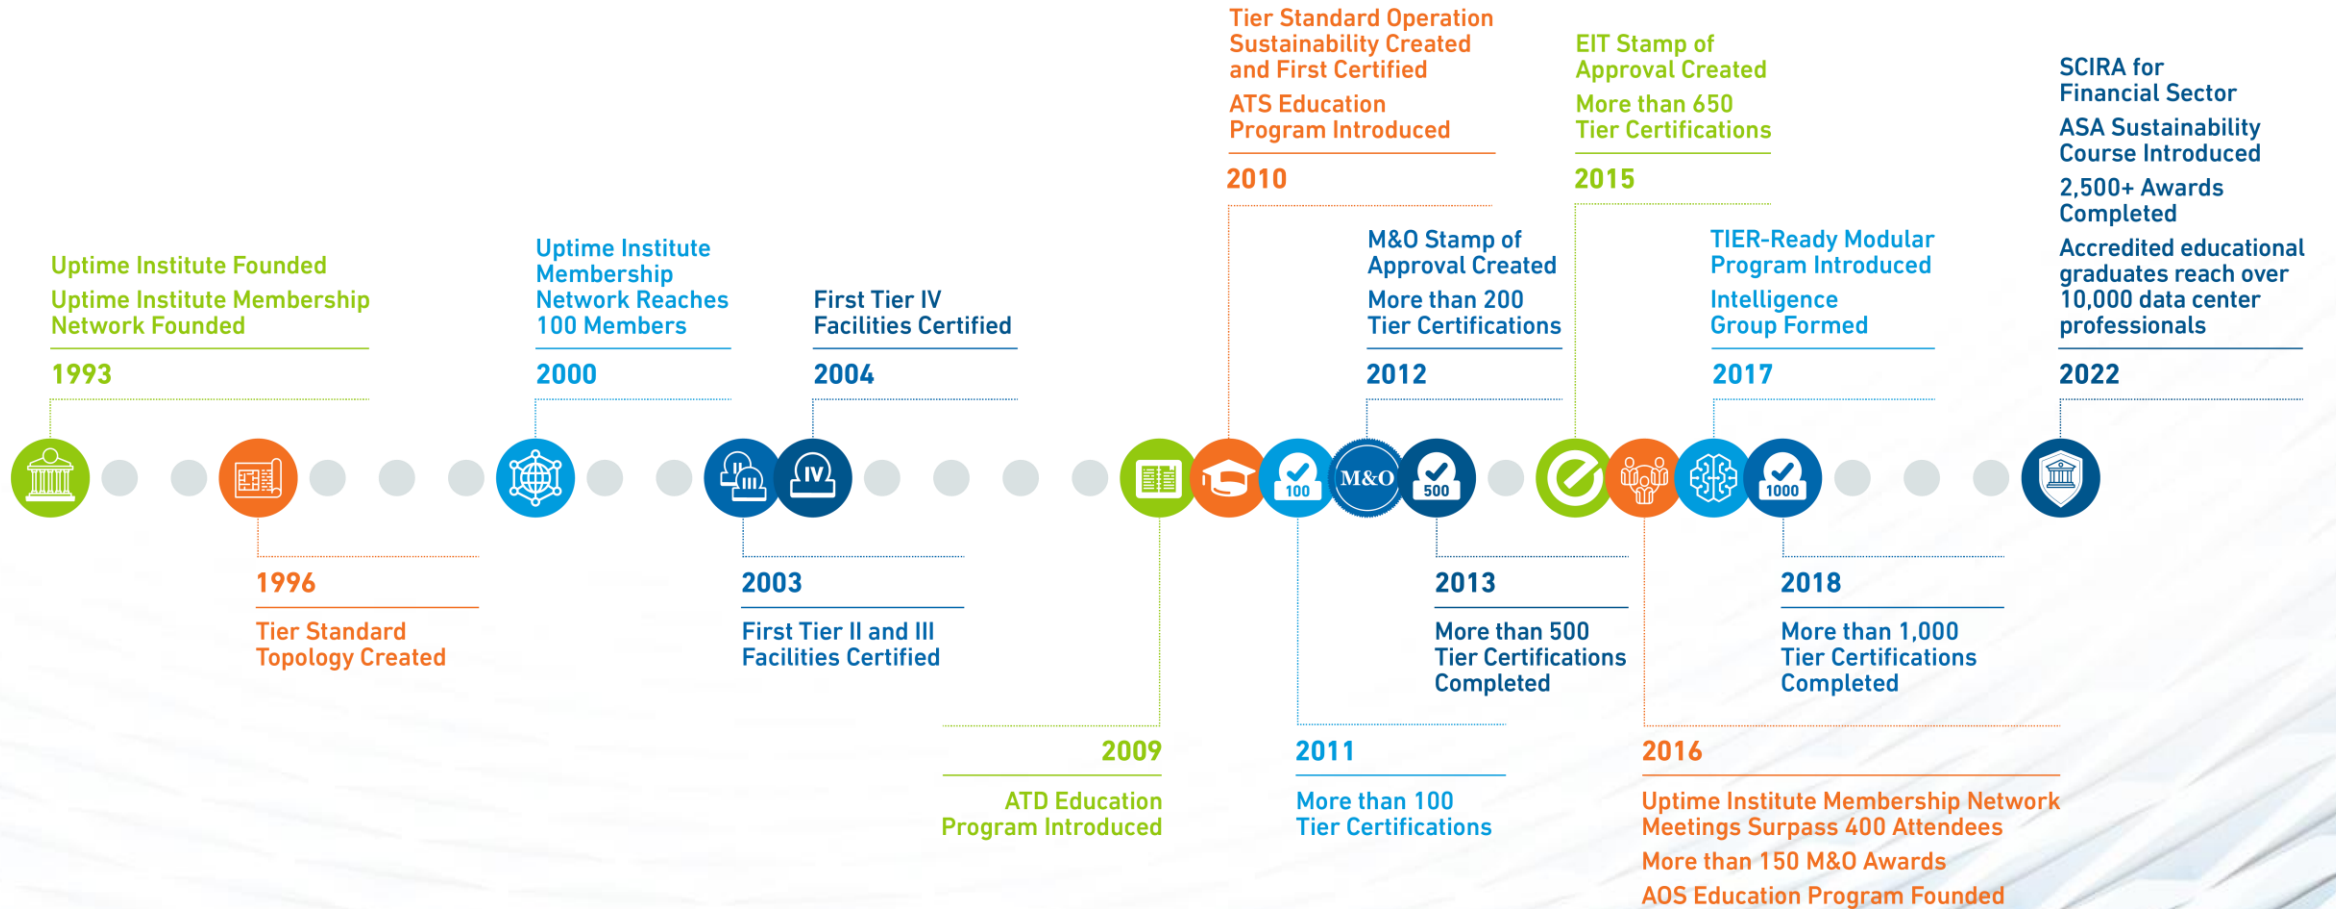 Uptime Institute Founded
Uptime Institute Membership
Network Founded
1993
1996
Tier Standard
Topology Created
Uptime Institute
Membership
Network Reaches
100 Members
2000
2003
First Tier II and III
Facilities Certified
First Tier IV
Facilities Certified
2004
2009
ATD Education
Program Introduced
Tier Standard Operation
Sustainability Created
and First Certified
ATS Education
Program Introduced
2010
2011
More than 100
Tier Certifications
M&O Stamp of
Approval Created
More than 200
Tier Certifications
2012
2013
More than 500
Tier Certifications
Completed
EIT Stamp of
Approval Created
More than 650
Tier Certifications
2015
2016
Uptime Institute Membership Network
Meetings Surpass 400 Attendees
More than 150 M&O Awards
AOS Education Program Founded
TIER-Ready Modular
Program Introduced
Intelligence
Group Formed
2017
2018
More than 1,000
Tier Certifications
Completed
SCIRA for
Financial Sector
ASA Sustainability
Course Introduced
2,500+ Awards
Completed
Accredited educational
graduates reach over
10,000 data center
professionals
2022
II
III
IV
100
M&O
500
1000